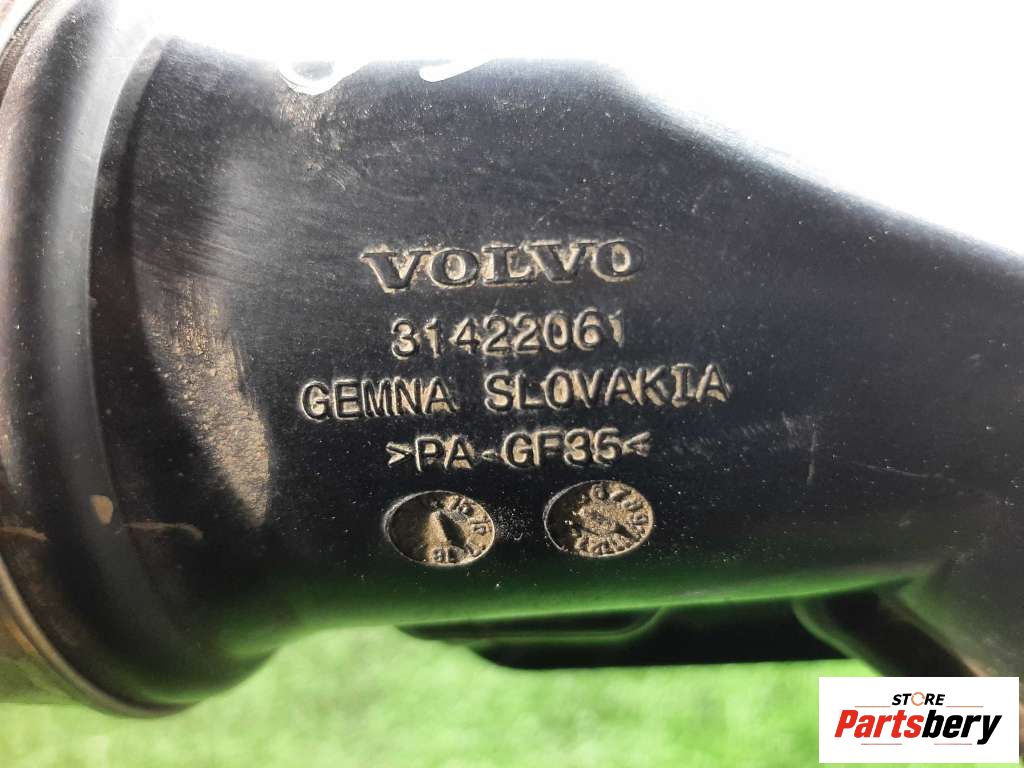 VOLVO
31422061
GEMNA SLOVAKIA
>PA-GF35<
STORE
Partsbery